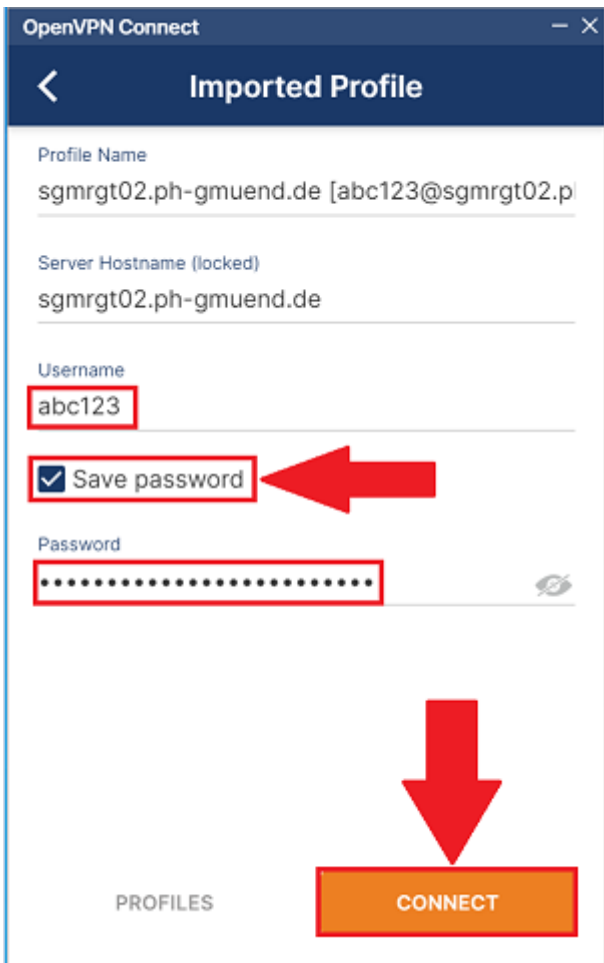 OpenVPN Connect
Imported Profile
Profile Name
sgmrgt02.ph-gmuend.de [abc123@sgmrgt02.pl
Server Hostname (locked)
sgmrgt02.ph-gmuend.de
Username
abc123
Save password
Password
•••••••••••••••••••••••••
PROFILES
CONNECT